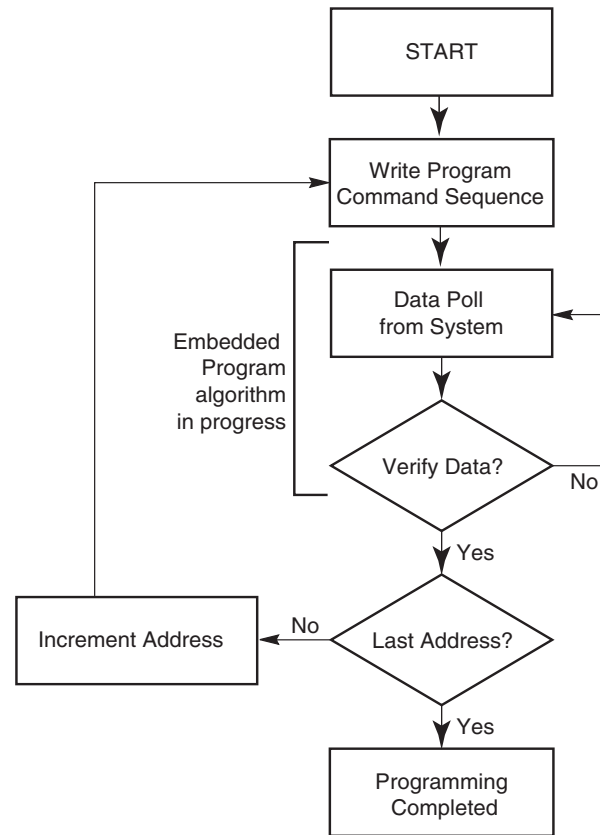 START
Write Program
Command Sequence
Data Poll
from System
Embedded
Program
algorithm
in progress
Verify Data?
No
Yes
Increment Address
No
Last Address?
Yes
Programming
Completed